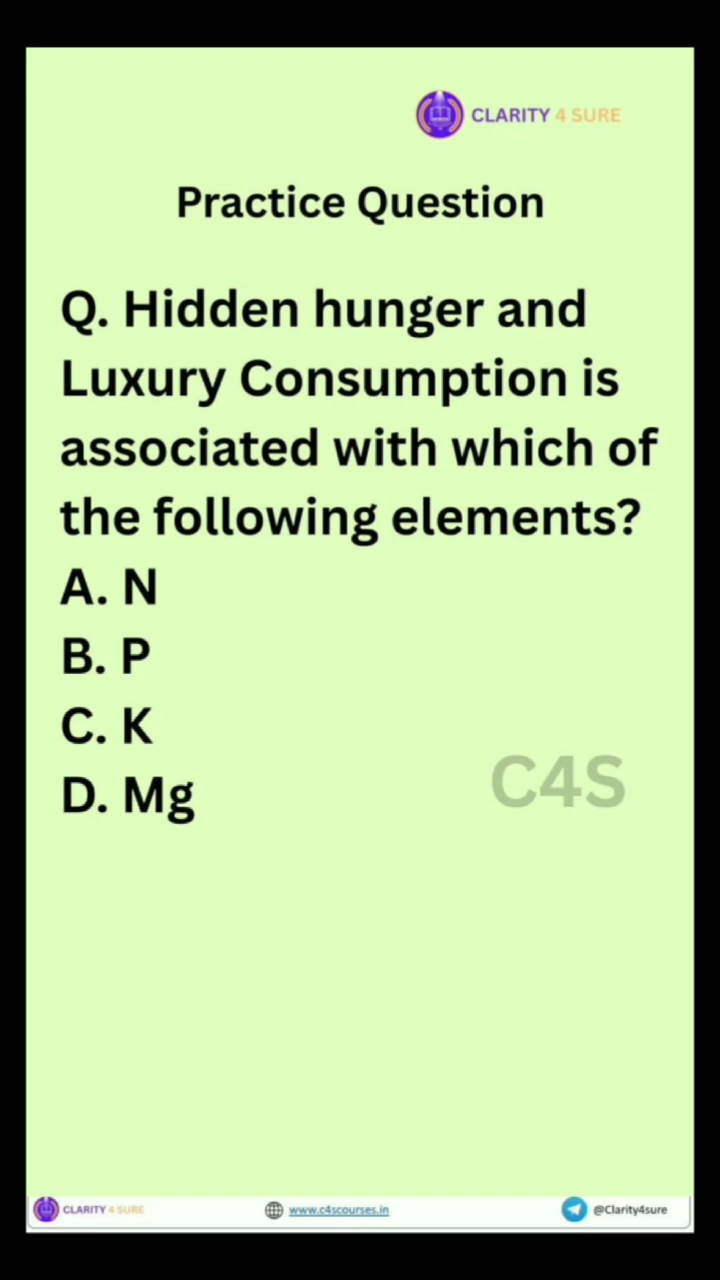 CLARITY 4 SURE
Practice Question
Q. Hidden hunger and
Luxury Consumption is
associated with which of
the following elements?
A. N
B. P
C. K
D. Mg
C4S
CLARITY 4 SURE
www.c4scourses.in
@Clarity4sure